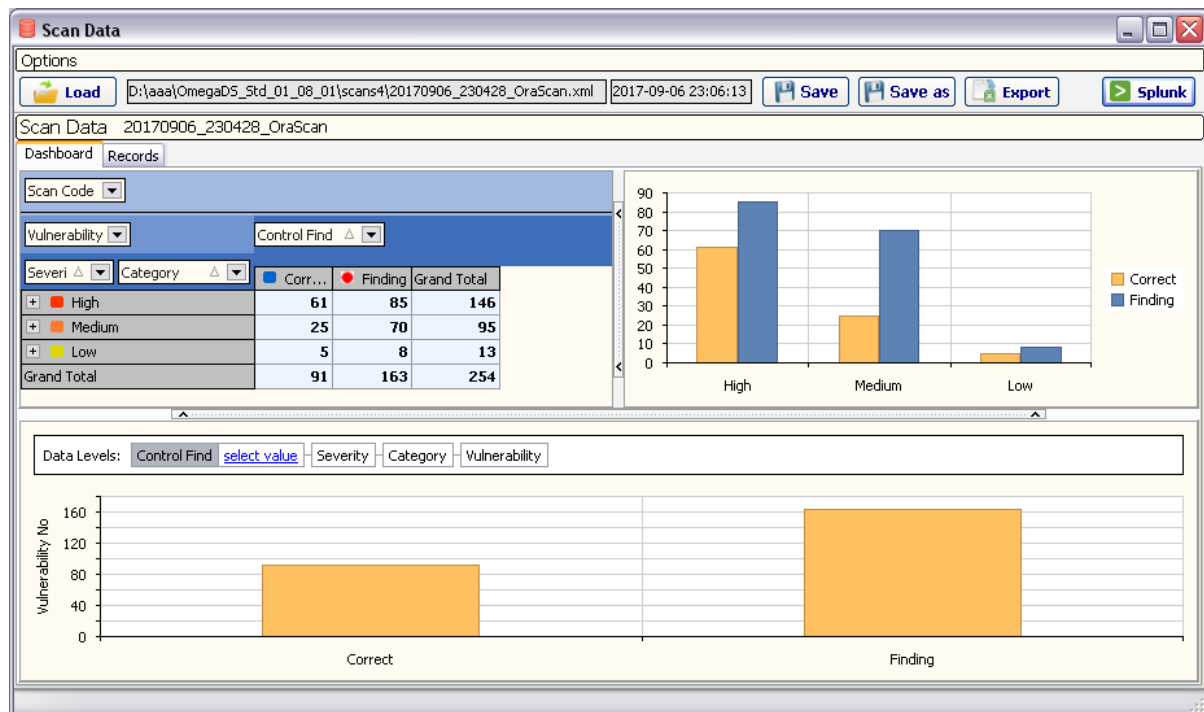 Scan Data
Options
Load D:\aaa\OmegaDS_Std_01_08_01\scans4\20170906_230428_OraScan.xml 2017-09-06 23:06:13 Save Save as Export Splunk
Scan Data 20170906_230428_OraScan
Dashboard Records
Scan Code
Vulnerability Control Find
Severi Category Corr... Finding Grand Total
High 61 85 146
Medium 25 70 95
Low 5 8 13
Grand Total 91 163 254
90
80
70
60
50
40
30
20
10
0
High Medium Low
Correct
Finding
Data Levels: Control Find select value Severity Category Vulnerability
Vulnerability No
160
120
80
40
0
Correct Finding